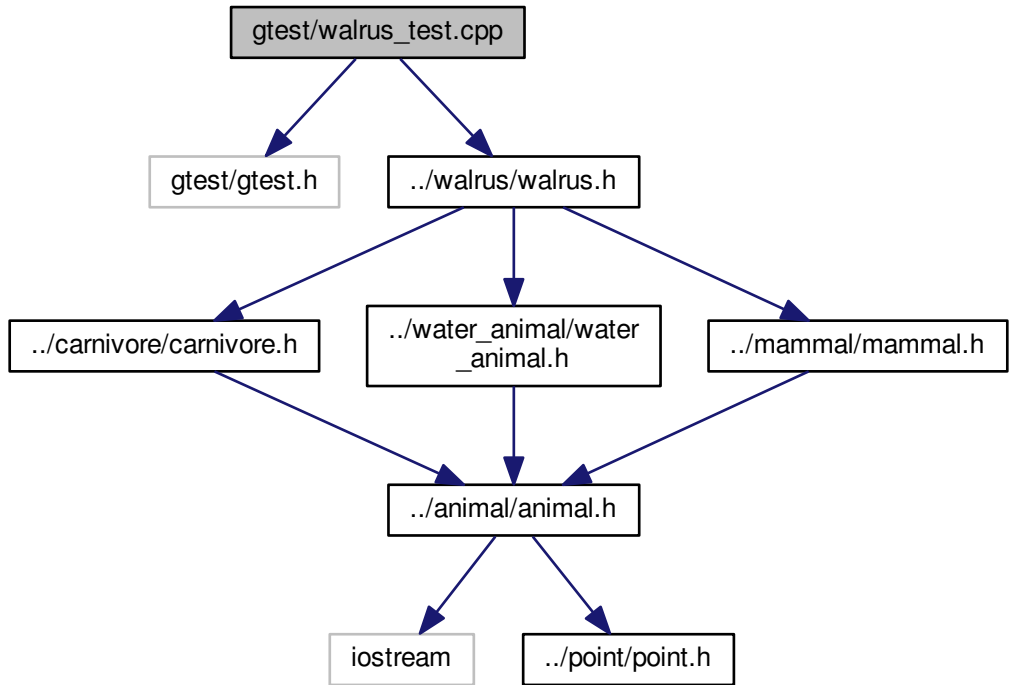 gtest/walrus_test.cpp
gtest/gtest.h
../walrus/walrus.h
../carnivore/carnivore.h
../water_animal/water
_animal.h
../mammal/mammal.h
../animal/animal.h
iostream
../point/point.h